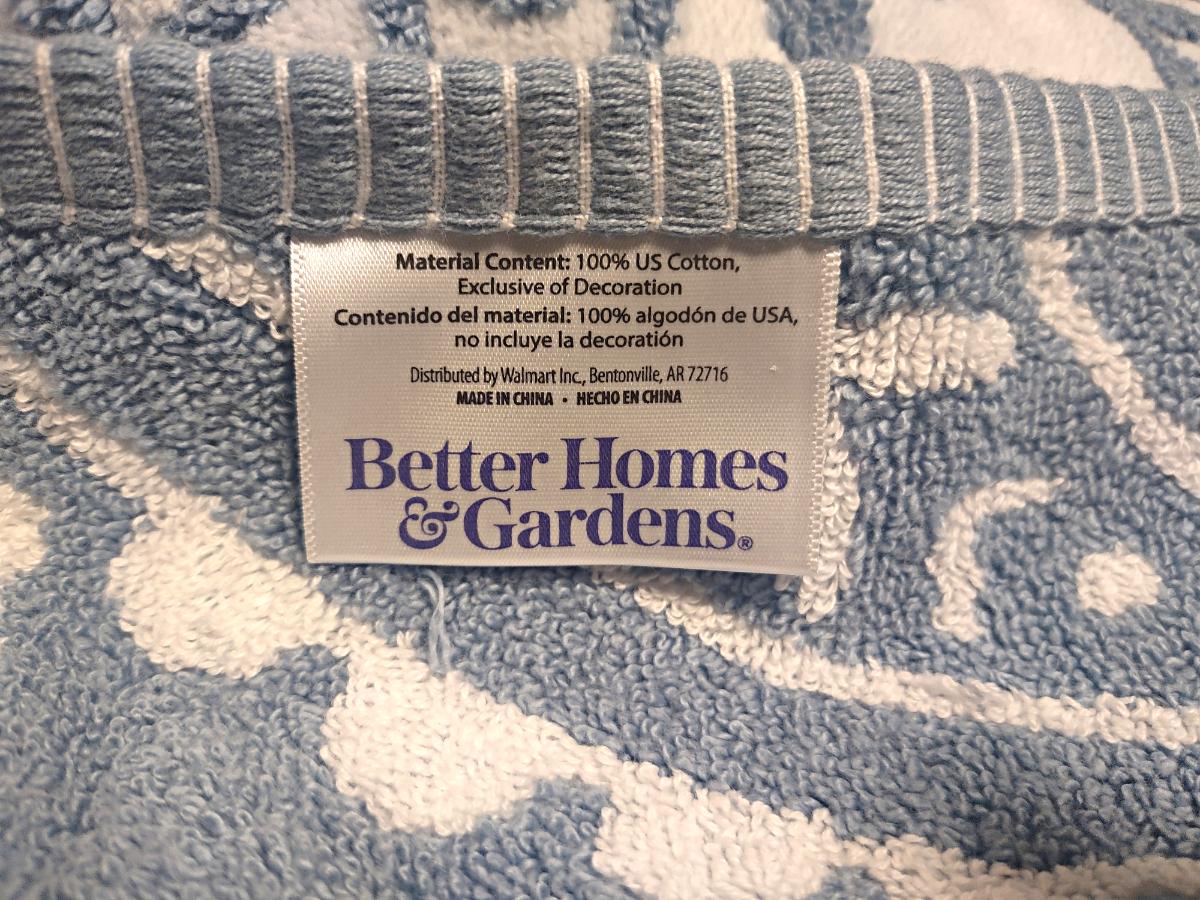 Material Content: 100% US Cotton,
Exclusive of Decoration
Contenido del material: 100% algodón de USA,
no incluye la decoratión
Distributed by Walmart Inc., Bentonville, AR 72716
MADE IN CHINA • HECHO EN CHINA
Better Homes
&Gardens®